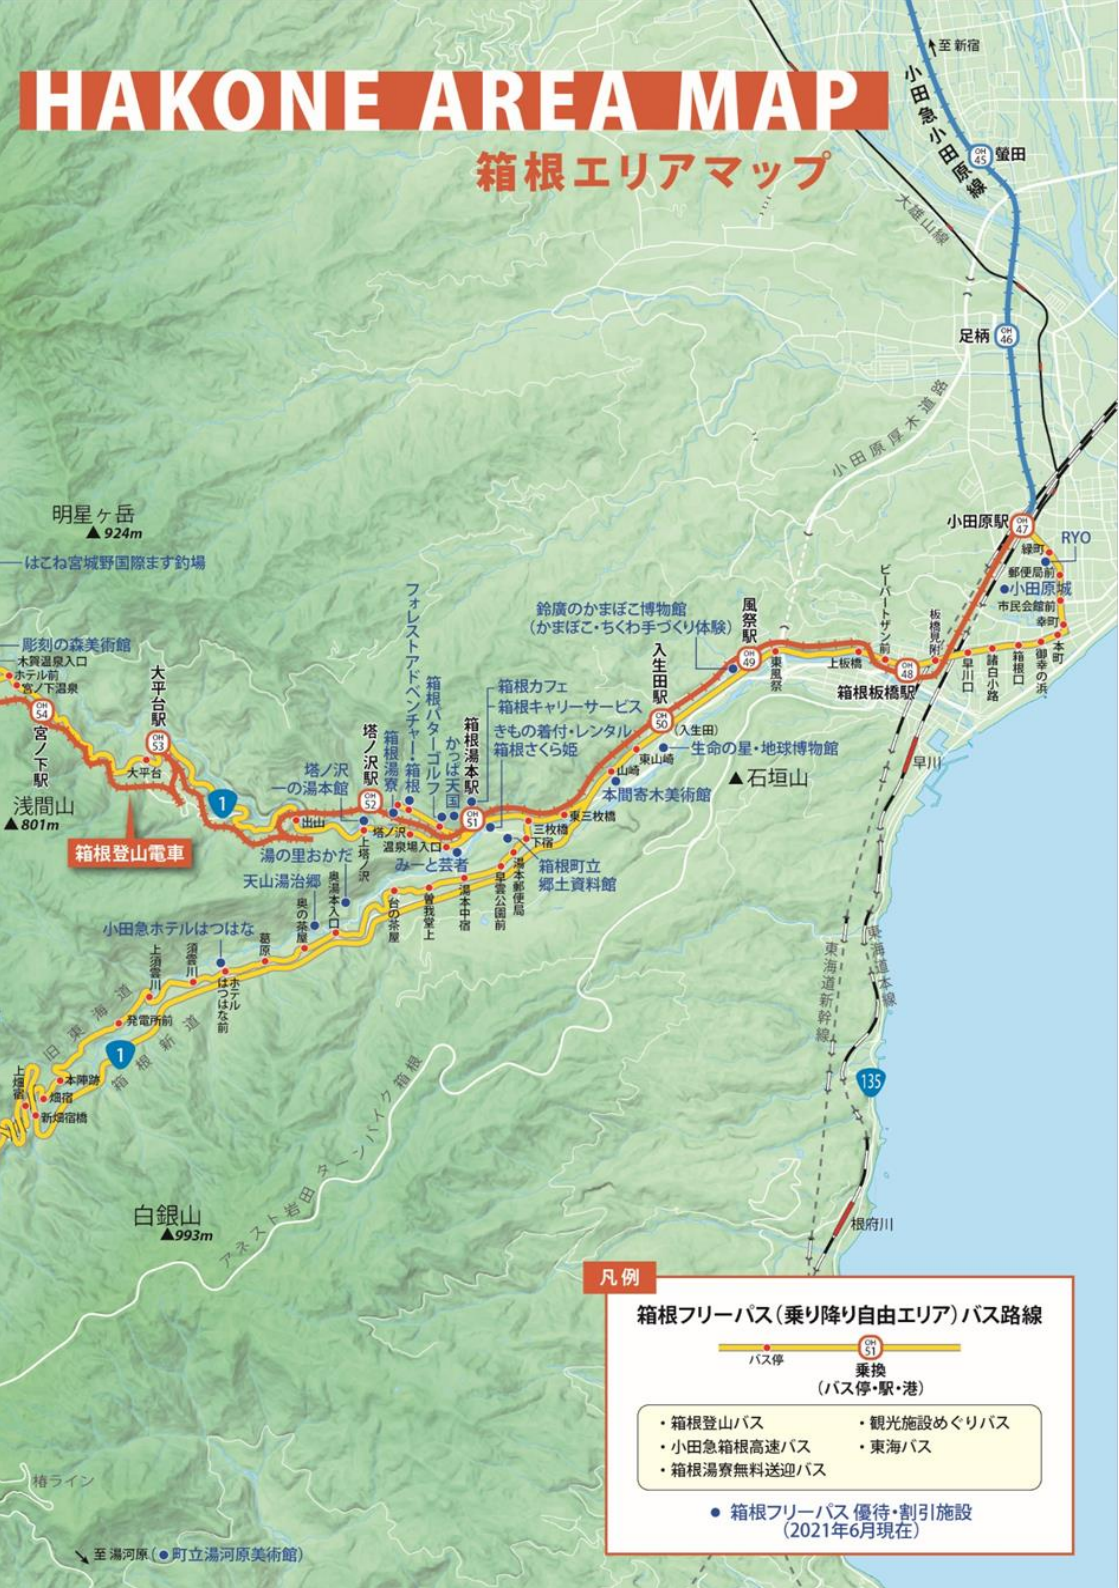 HAKONE AREA MAP
箱根エリアマップ
至 新宿
小田急小田原線
OH
45
螢田
大雄山線
足柄
OH
46
小田原厚木道路
明星ヶ岳
▲924m
はこね宮城野国際ます釣場
小田原駅
OH
47
RYO
緑町
郵便局前
小田原城
市民会館前
幸町
本町
御幸の浜
箱根口
諸白小路
早川口
板橋見附
ビーバートザン前
OH
48
箱根板橋駅
上板橋
東風祭
風祭駅
OH
49
鈴廣のかまぼこ博物館
(かまぼこ・ちくわ手づくり体験)
入生田駅
OH
50
(入生田)
生命の星・地球博物館
東山崎
山崎
本間寄木美術館
▲石垣山
早川
東三枚橋
三枚橋
下宿
箱根カフェ
箱根キャリーサービス
きもの着付・レンタル
箱根さくら姫
箱根湯本駅
OH
51
かっぱ天国
箱根バターゴルフ
フォレストアドベンチャー・箱根
箱根湯寮
塔ノ沢駅
OH
52
塔ノ沢
一の湯本館
塔ノ沢
温泉場入口
上塔ノ沢
みーと芸者
箱根町立
郷土資料館
湯本郵便局
早雲公園前
湯本中宿
曽我堂上
台の茶屋
出山
湯の里おかだ
天山湯治郷
奥湯本入口
奥の茶屋
彫刻の森美術館
木賀温泉入口
ホテル前
宮ノ下温泉
OH
54
宮ノ下駅
大平台駅
OH
53
大平台
1
浅間山
▲801m
箱根登山電車
小田急ホテルはつはな
葛原
ホテル
はつはな前
須雲川
上須雲川
発電所前
旧東海道
箱根新道
1
本陣跡
畑宿
新畑宿橋
上畑宿
東海道新幹線
東海道本線
135
根府川
アネスト岩田 ターンパイク箱根
白銀山
▲993m
椿ライン
至 湯河原(●町立湯河原美術館)
凡例
箱根フリーパス(乗り降り自由エリア)バス路線
バス停
OH
51
乗換
(バス停・駅・港)
・箱根登山バス
・観光施設めぐりバス
・小田急箱根高速バス
・東海バス
・箱根湯寮無料送迎バス
● 箱根フリーパス 優待・割引施設
(2021年6月現在)